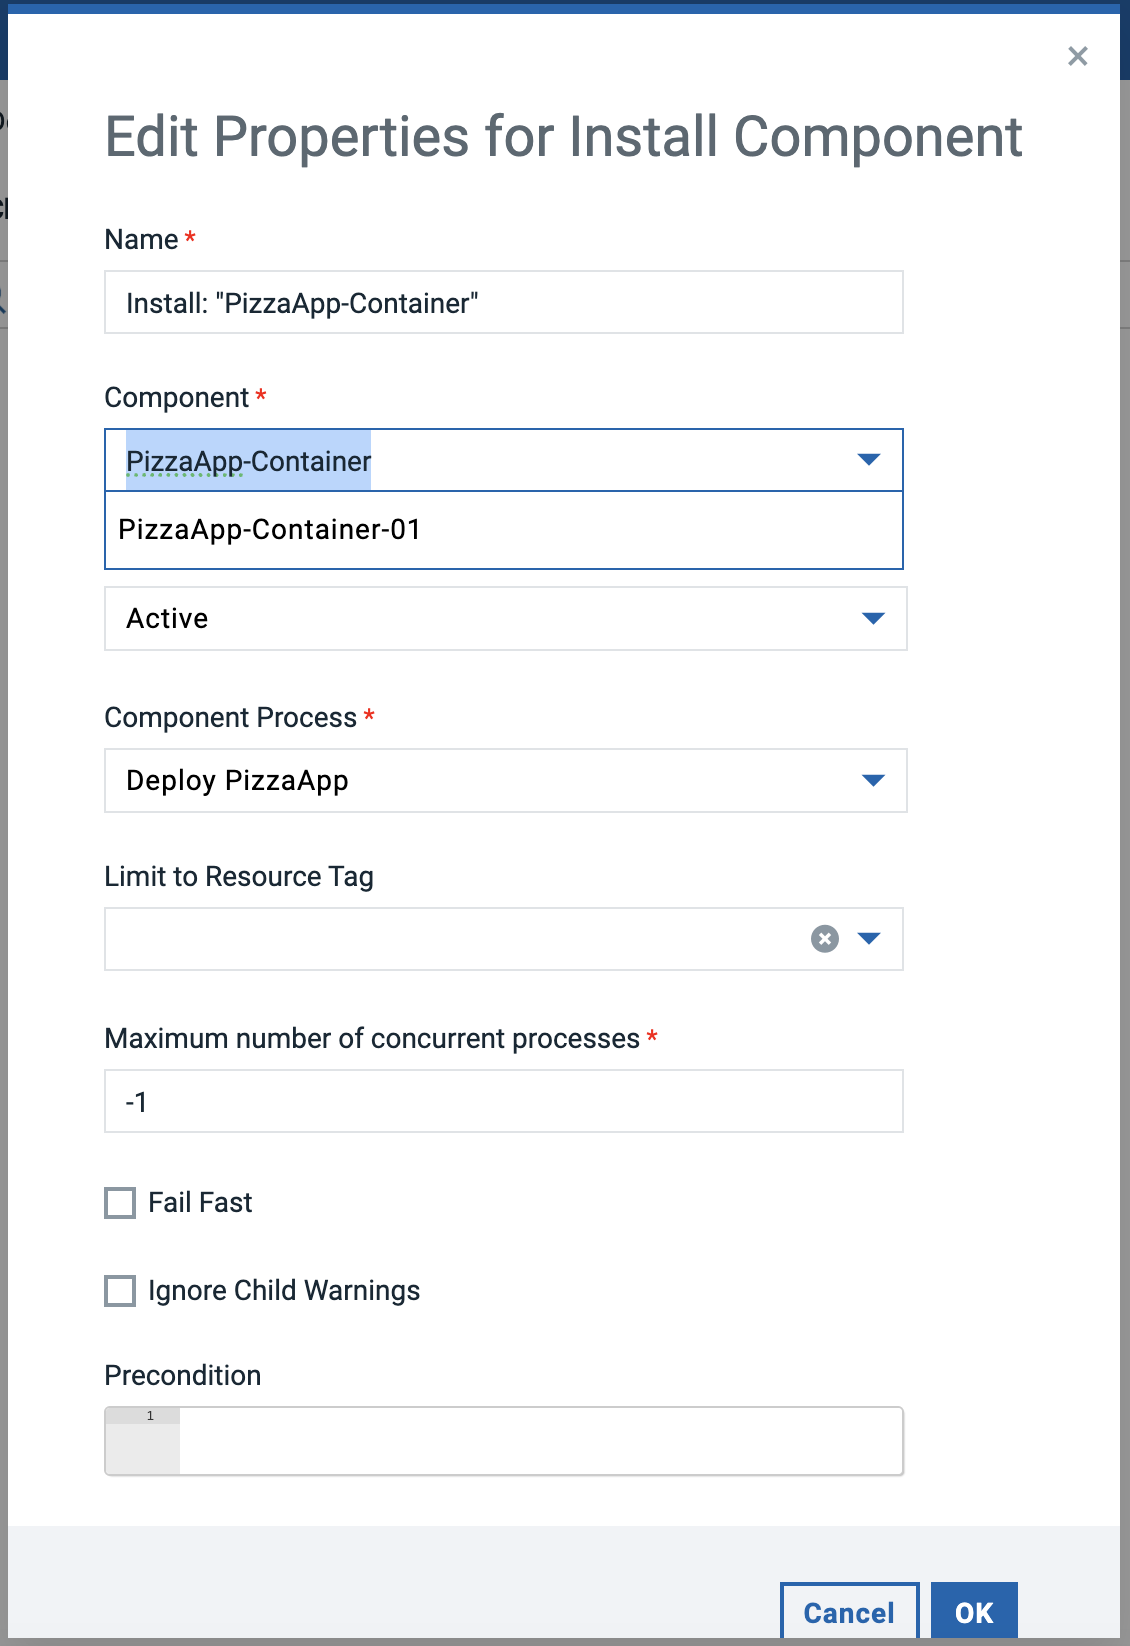 ×
Edit Properties for Install Component
Name *
Install: "PizzaApp-Container"
Component *
PizzaApp-Container
PizzaApp-Container-01
Active
Component Process *
Deploy PizzaApp
Limit to Resource Tag
Maximum number of concurrent processes *
-1
Fail Fast
Ignore Child Warnings
Precondition
1
Cancel OK